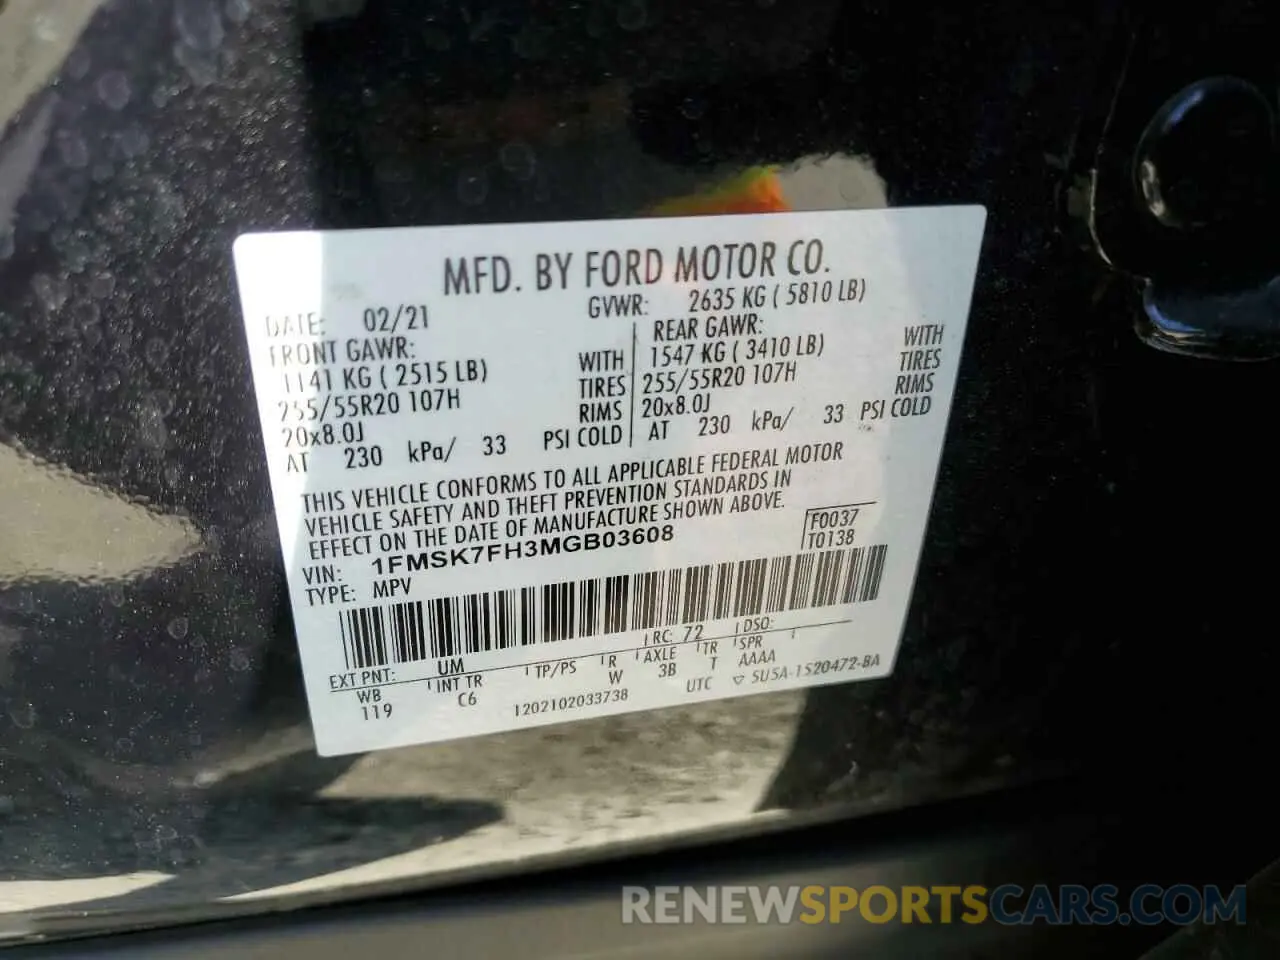 MFD. BY FORD MOTOR CO.
DATE: 02/21 GVWR: 2635 KG ( 5810 LB)
FRONT GAWR: REAR GAWR:
1141 KG ( 2515 LB) WITH 1547 KG ( 3410 LB) WITH
255/55R20 107H TIRES 255/55R20 107H TIRES
20x8.0J RIMS 20x8.0J RIMS
AT 230 kPa/ 33 PSI COLD AT 230 kPa/ 33 PSI COLD
THIS VEHICLE CONFORMS TO ALL APPLICABLE FEDERAL MOTOR
VEHICLE SAFETY AND THEFT PREVENTION STANDARDS IN
EFFECT ON THE DATE OF MANUFACTURE SHOWN ABOVE.
VIN: 1FMSK7FH3MGB03608 F0037
TYPE: MPV T0138
EXT PNT: UM RC: 72 DSO:
WB INT TR TP/PS R AXLE TR SPR
119 C6 W 3B T AAAA
1202102033738 UTC ▽ 5U5A-1520472-BA
RENEWSPORTSCARS.COM